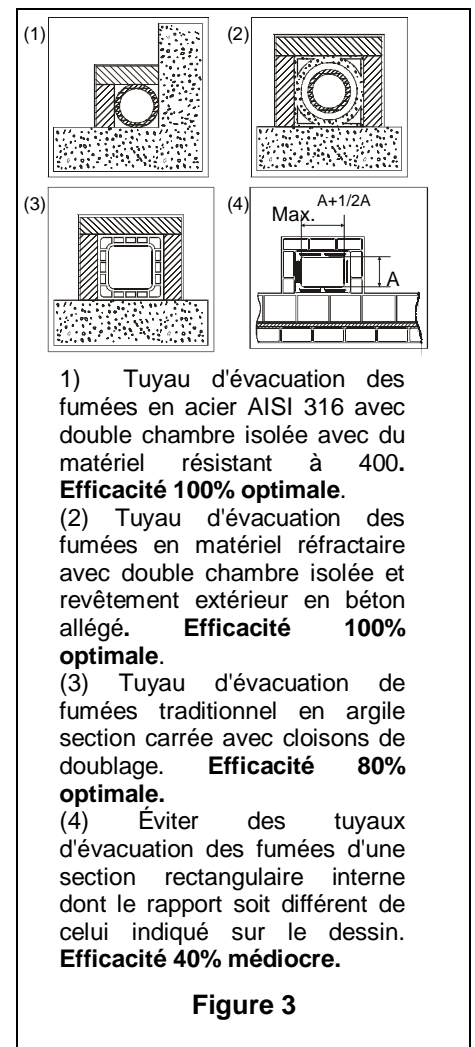 (1)
(2)
(3)
(4)
A+1/2A
Max.
A
1) Tuyau d'évacuation des
fumées en acier AISI 316 avec
double chambre isolée avec du
matériel résistant à 400.
Efficacité 100% optimale.
(2) Tuyau d'évacuation des
fumées en matériel réfractaire
avec double chambre isolée et
revêtement extérieur en béton
allégé. Efficacité 100%
optimale.
(3) Tuyau d'évacuation de
fumées traditionnel en argile
section carrée avec cloisons de
doublage. Efficacité 80%
optimale.
(4) Éviter des tuyaux
d'évacuation des fumées d'une
section rectangulaire interne
dont le rapport soit différent de
celui indiqué sur le dessin.
Efficacité 40% médiocre.
Figure 3